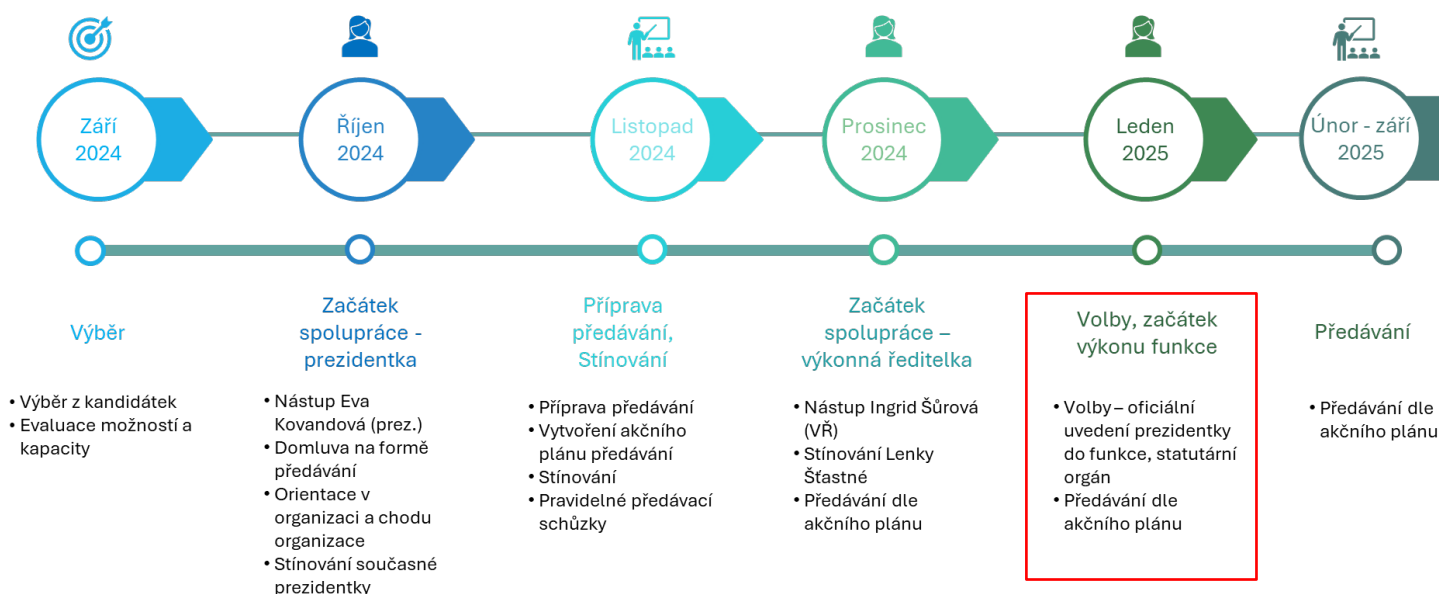 Září
2024
Říjen
2024
Listopad
2024
Prosinec
2024
Leden
2025
Únor - září
2025
Výběr
• Výběr z kandidátek
• Evaluace možností a
kapacity
Začátek
spolupráce -
prezidentka
• Nástup Eva
Kovandová (prez.)
• Domluva na formě
předávání
• Orientace v
organizaci a chodu
organizace
• Stínování současné
prezidentky
Příprava
předávání,
Stínování
• Příprava předávání
• Vytvoření akčního
plánu předávání
• Stínování
• Pravidelné předávací
schůzky
Začátek
spolupráce –
výkonná ředitelka
• Nástup Ingrid Šůrová
(VŘ)
• Stínování Lenky
Šťastné
• Předávání dle
akčního plánu
Volby, začátek
výkonu funkce
• Volby – oficiální
uvedení prezidentky
do funkce, statutární
orgán
• Předávání dle
akčního plánu
Předávání
• Předávání dle
akčního plánu